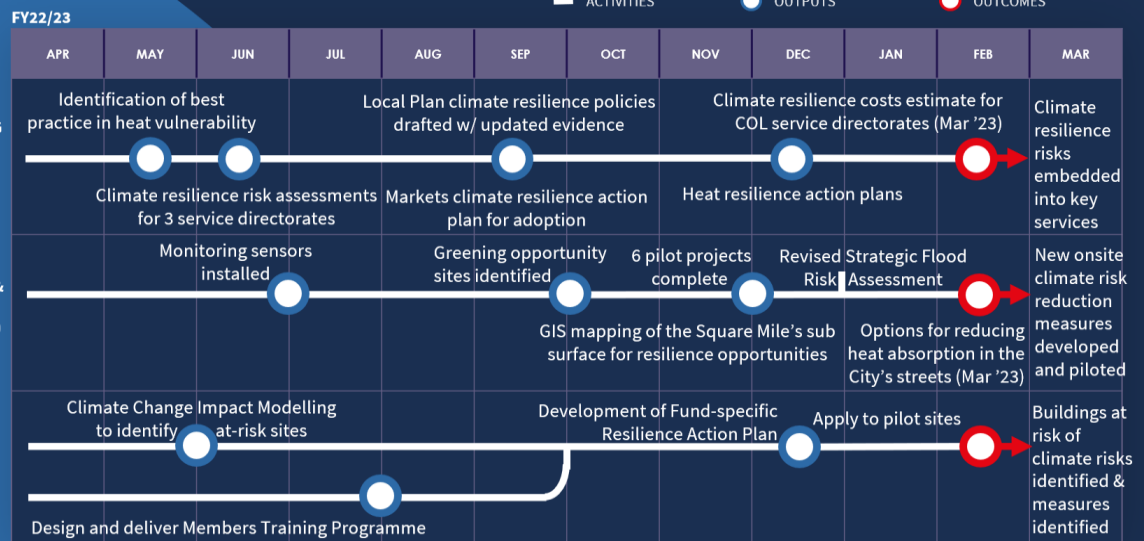 ACTIVITIES
OUTPUTS
OUTCOMES
FY22/23
APR
MAY
JUN
JUL
AUG
SEP
OCT
NOV
DEC
JAN
FEB
MAR
Identification of best
practice in heat vulnerability
Local Plan climate resilience policies
drafted w/ updated evidence
Climate resilience costs estimate for
COL service directorates (Mar ’23)
Climate resilience risk assessments
for 3 service directorates
Markets climate resilience action
plan for adoption
Heat resilience action plans
Climate
resilience
risks
embedded
into key
services
Monitoring sensors
installed
Greening opportunity
sites identified
6 pilot projects
complete
Revised Strategic Flood
Risk Assessment
GIS mapping of the Square Mile’s sub
surface for resilience opportunities
Options for reducing
heat absorption in the
City’s streets (Mar ’23)
New onsite
climate risk
reduction
measures
developed
and piloted
Climate Change Impact Modelling
to identify at-risk sites
Development of Fund-specific
Resilience Action Plan
Apply to pilot sites
Design and deliver Members Training Programme
Buildings at
risk of
climate risks
identified &
measures
identified